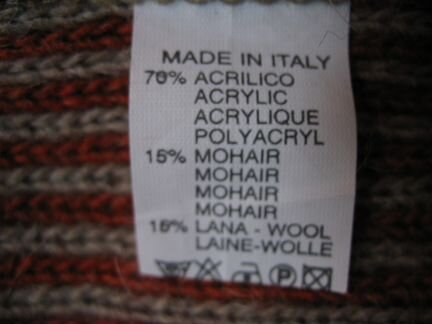 MADE IN ITALY
70% ACRILICO
ACRYLIC
ACRYLIQUE
POLYACRYL
15% MOHAIR
MOHAIR
MOHAIR
MOHAIR
15% LANA - WOOL
LAINE-WOLLE